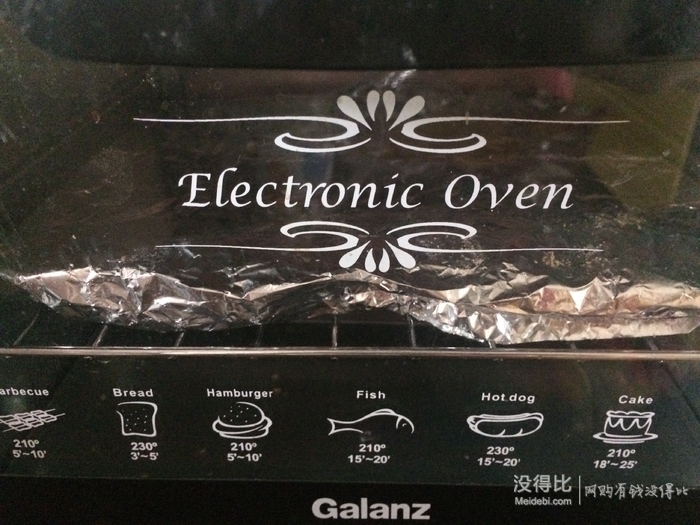 Electronic Oven
arbecue
210°
5'~10'
Bread
230°
3'~5'
Hamburger
210°
5'~10'
Fish
210°
15'~20'
Hot dog
230°
15'~20'
Cake
210°
18'~25'
Galanz
没得比
Meidebi.com
网购有钱没得比